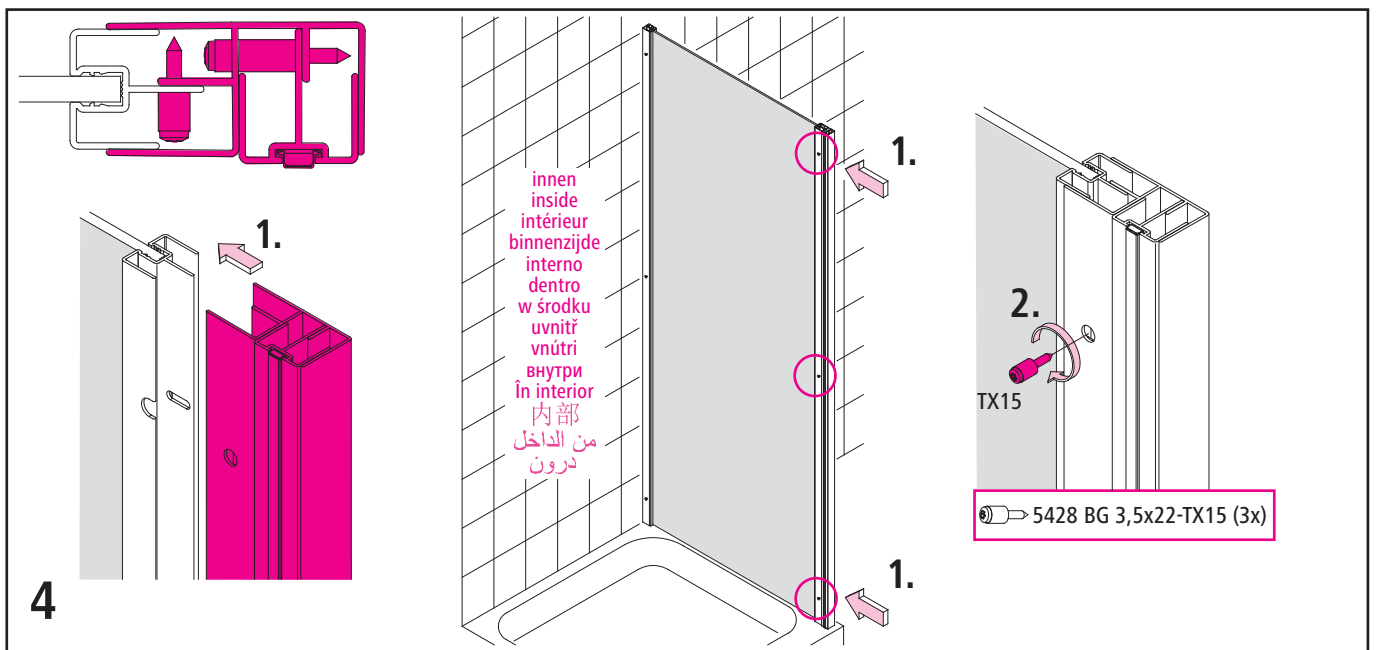 1.
innen
inside
intérieur
binnenzijde
interno
dentro
w środku
uvnitř
vnútri
внутри
În interior
内部
من الداخل
درون
1.
1.
2.
TX15
5428 BG 3,5x22-TX15 (3x)
4